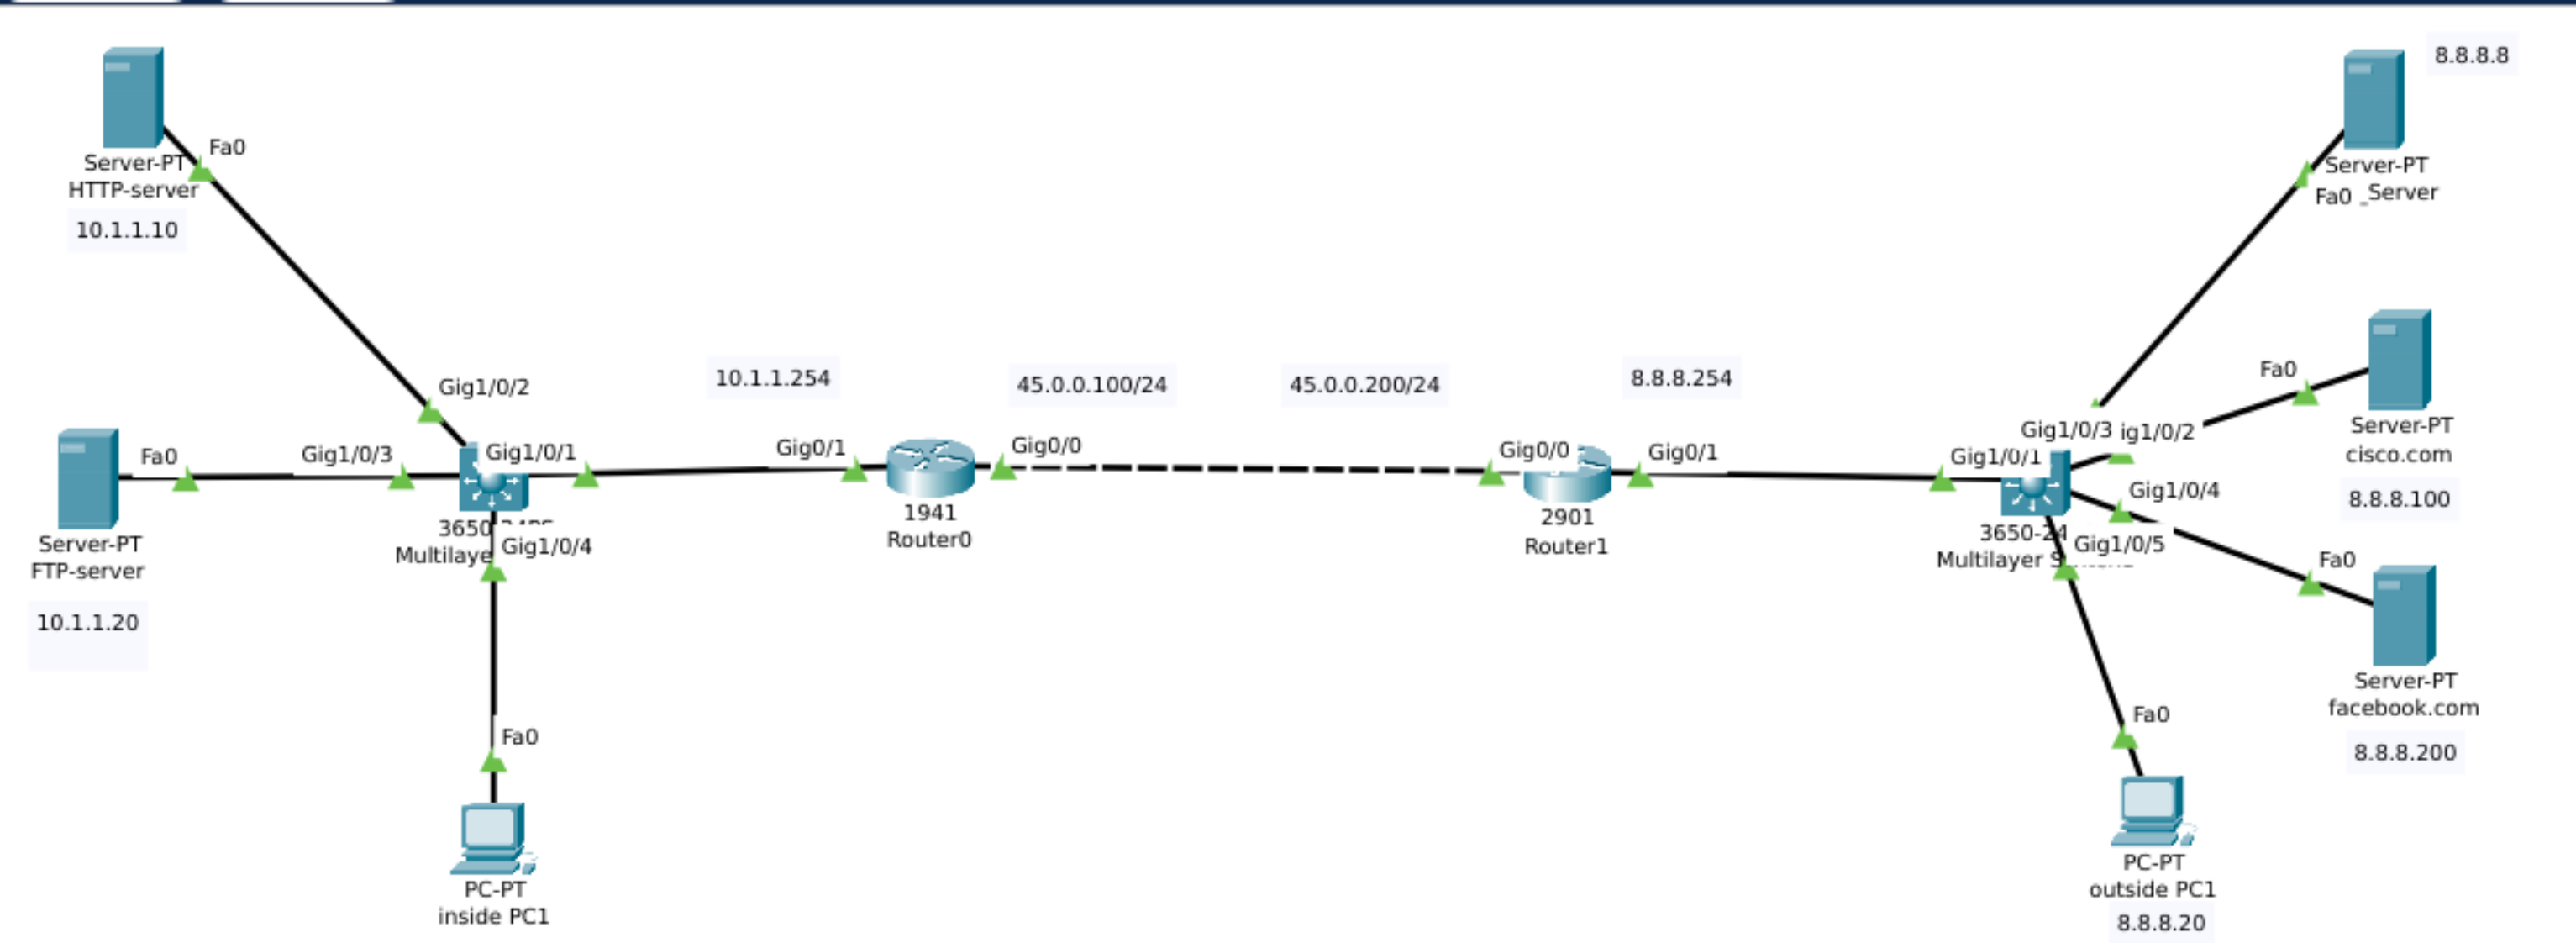 8.8.8.8
Fa0
Server-PT
HTTP-server
10.1.1.10
Server-PT
Fa0 _Server
Gig1/0/2
10.1.1.254
45.0.0.100/24
45.0.0.200/24
8.8.8.254
Fa0
Server-PT
cisco.com
8.8.8.100
Fa0
Gig1/0/3
Gig1/0/1
Gig0/1
Gig0/0
Gig0/0
Gig0/1
Gig1/0/1
Gig1/0/3
ig1/0/2
Gig1/0/4
Gig1/0/5
Server-PT
FTP-server
10.1.1.20
3650
Multilaye
Gig1/0/4
1941
Router0
2901
Router1
3650-24
Multilayer
Fa0
Server-PT
facebook.com
8.8.8.200
Fa0
PC-PT
inside PC1
Fa0
PC-PT
outside PC1
8.8.8.20